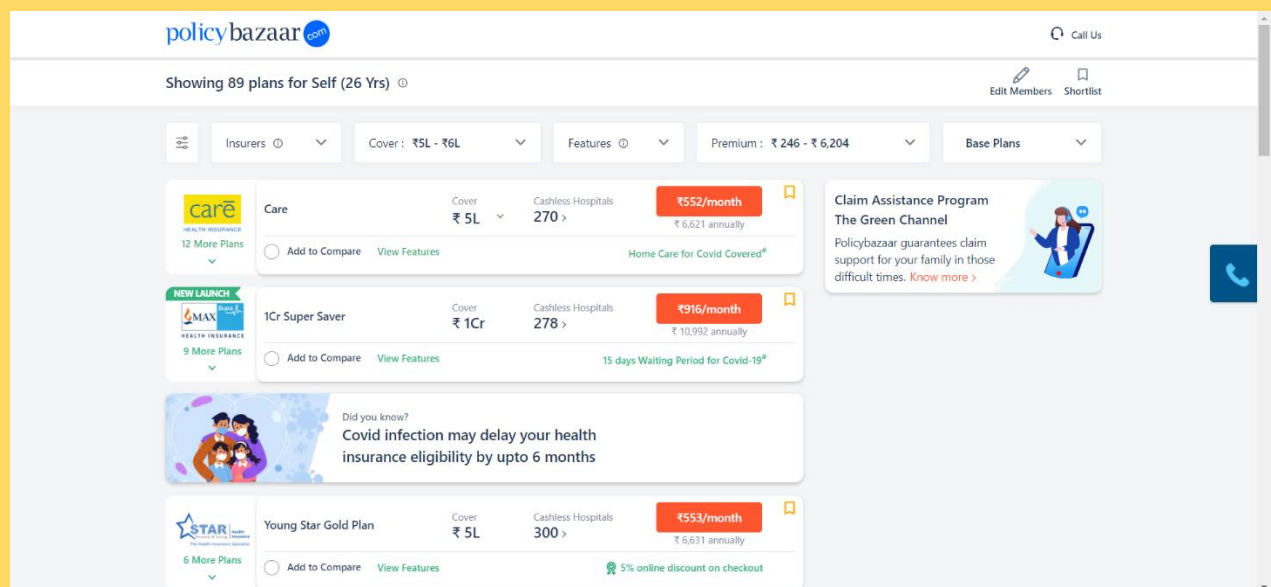 policybazaar.com
Call Us
Showing 89 plans for Self (26 Yrs)
Edit Members
Shortlist
Insurers
Cover : ₹5L - ₹6L
Features
Premium : ₹ 246 - ₹ 6,204
Base Plans
care
HEALTH INSURANCE
12 More Plans
Care
Cover
₹ 5L
Cashless Hospitals
270 >
₹552/month
₹ 6,621 annually
Add to Compare
View Features
Home Care for Covid Covered#
Claim Assistance Program
The Green Channel
Policybazaar guarantees claim
support for your family in those
difficult times. Know more >
NEW LAUNCH
MAX
HEALTH INSURANCE
9 More Plans
1Cr Super Saver
Cover
₹ 1Cr
Cashless Hospitals
278 >
₹916/month
₹ 10,992 annually
Add to Compare
View Features
15 days Waiting Period for Covid-19#
Did you know?
Covid infection may delay your health
insurance eligibility by upto 6 months
STAR
6 More Plans
Young Star Gold Plan
Cover
₹ 5L
Cashless Hospitals
300 >
₹553/month
₹ 6,631 annually
Add to Compare
View Features
5% online discount on checkout